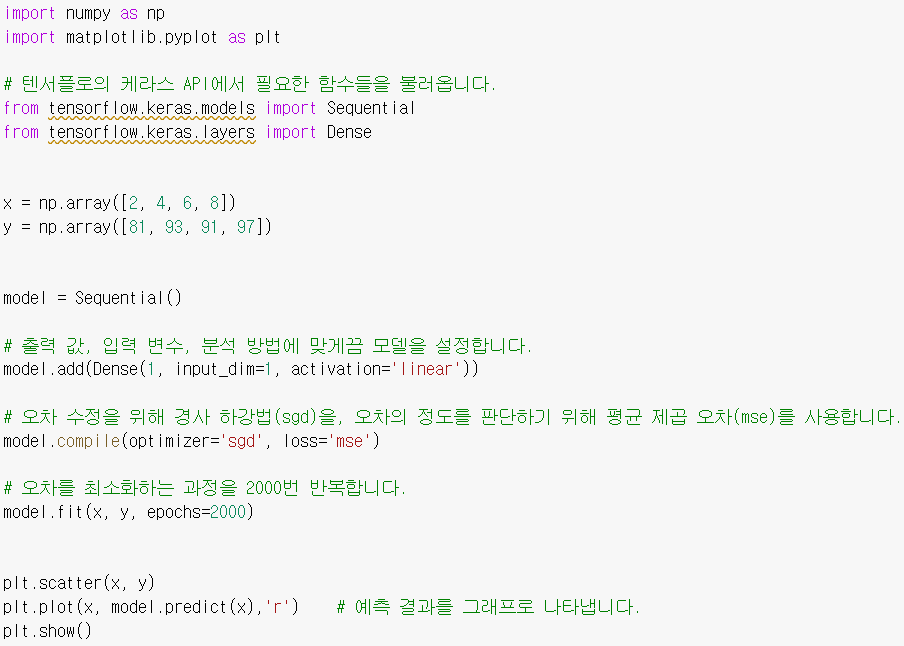 import numpy as np
import matplotlib.pyplot as plt
# 텐서플로의 케라스 API에서 필요한 함수들을 불러옵니다.
from tensorflow.keras.models import Sequential
from tensorflow.keras.layers import Dense
x = np.array([2, 4, 6, 8])
y = np.array([81, 93, 91, 97])
model = Sequential()
# 출력 값, 입력 변수, 분석 방법에 맞게끔 모델을 설정합니다.
model.add(Dense(1, input_dim=1, activation='linear'))
# 오차 수정을 위해 경사 하강법(sgd)을, 오차의 정도를 판단하기 위해 평균 제곱 오차(mse)를 사용합니다.
model.compile(optimizer='sgd', loss='mse')
# 오차를 최소화하는 과정을 2000번 반복합니다.
model.fit(x, y, epochs=2000)
plt.scatter(x, y)
plt.plot(x, model.predict(x),'r')    # 예측 결과를 그래프로 나타냅니다.
plt.show()